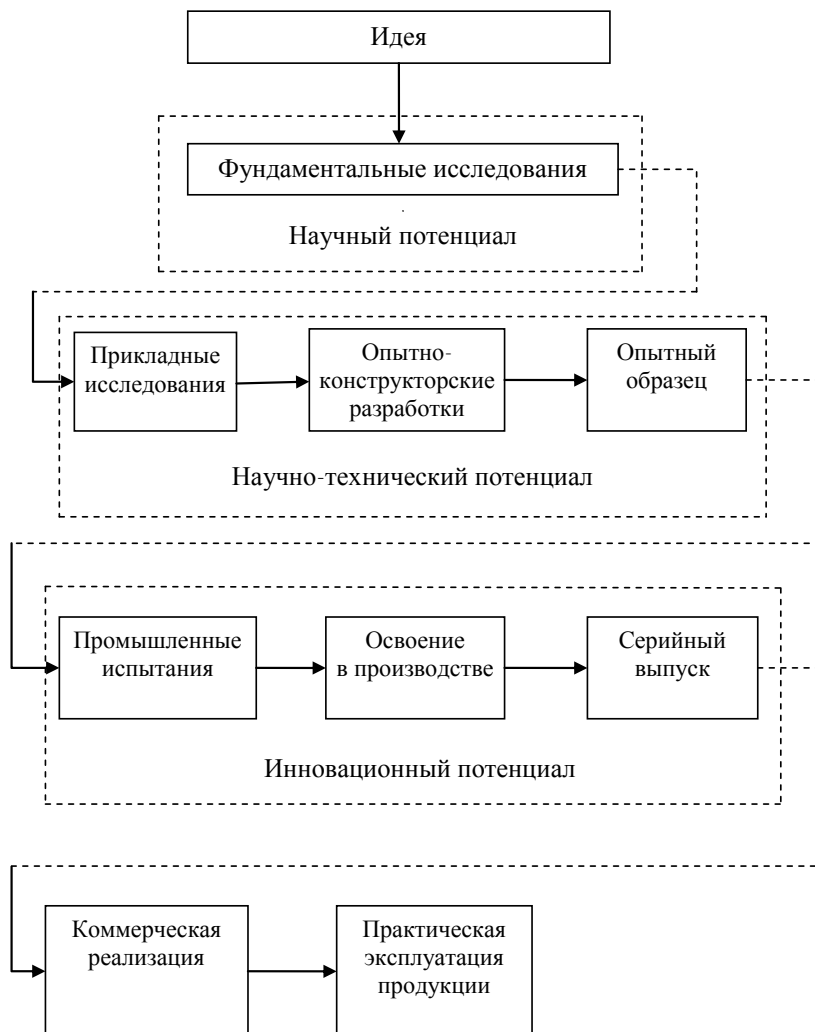 Идея
Фундаментальные исследования
Научный потенциал
Прикладные
исследования
Опытно-
конструкторские
разработки
Опытный
образец
Научно-технический потенциал
Промышленные
испытания
Освоение
в производстве
Серийный
выпуск
Инновационный потенциал
Коммерческая
реализация
Практическая
эксплуатация
продукции